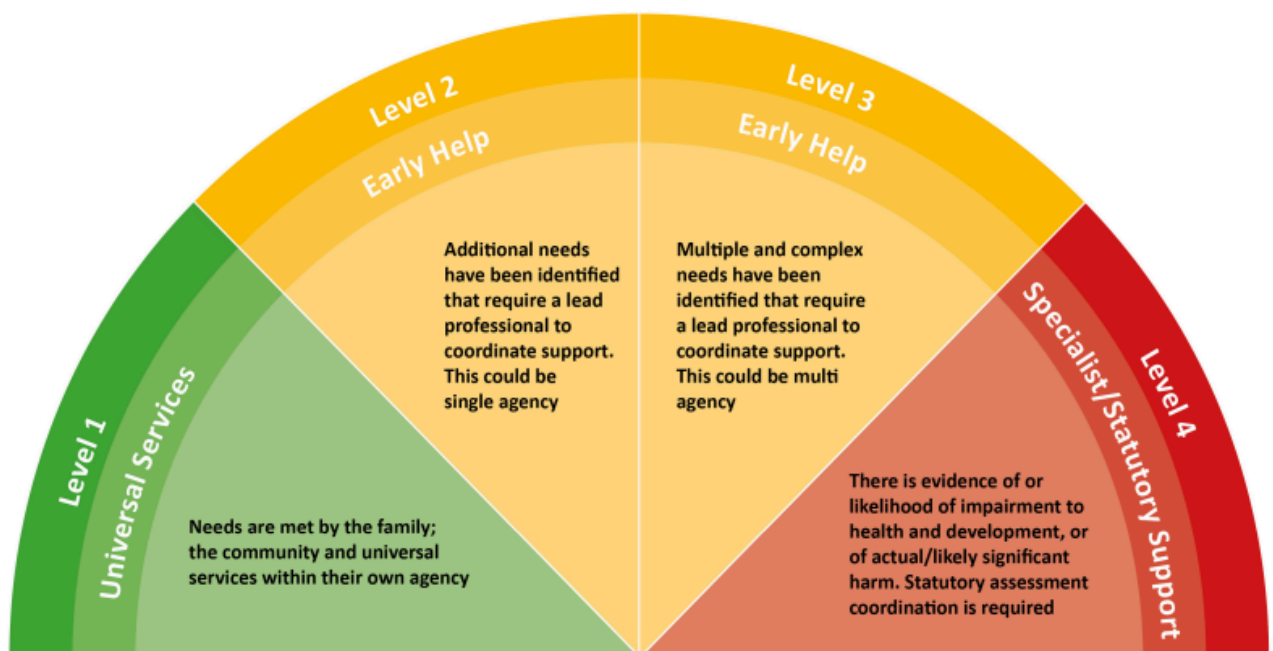 Level 1
Universal Services
Needs are met by the family;
the community and universal
services within their own agency
Level 2
Early Help
Additional needs
have been identified
that require a lead
professional to
coordinate support.
This could be
single agency
Level 3
Early Help
Multiple and complex
needs have been
identified that require
a lead professional to
coordinate support.
This could be multi
agency
Level 4
Specialist/Statutory Support
There is evidence of or
likelihood of impairment to
health and development, or
of actual/likely significant
harm. Statutory assessment
coordination is required